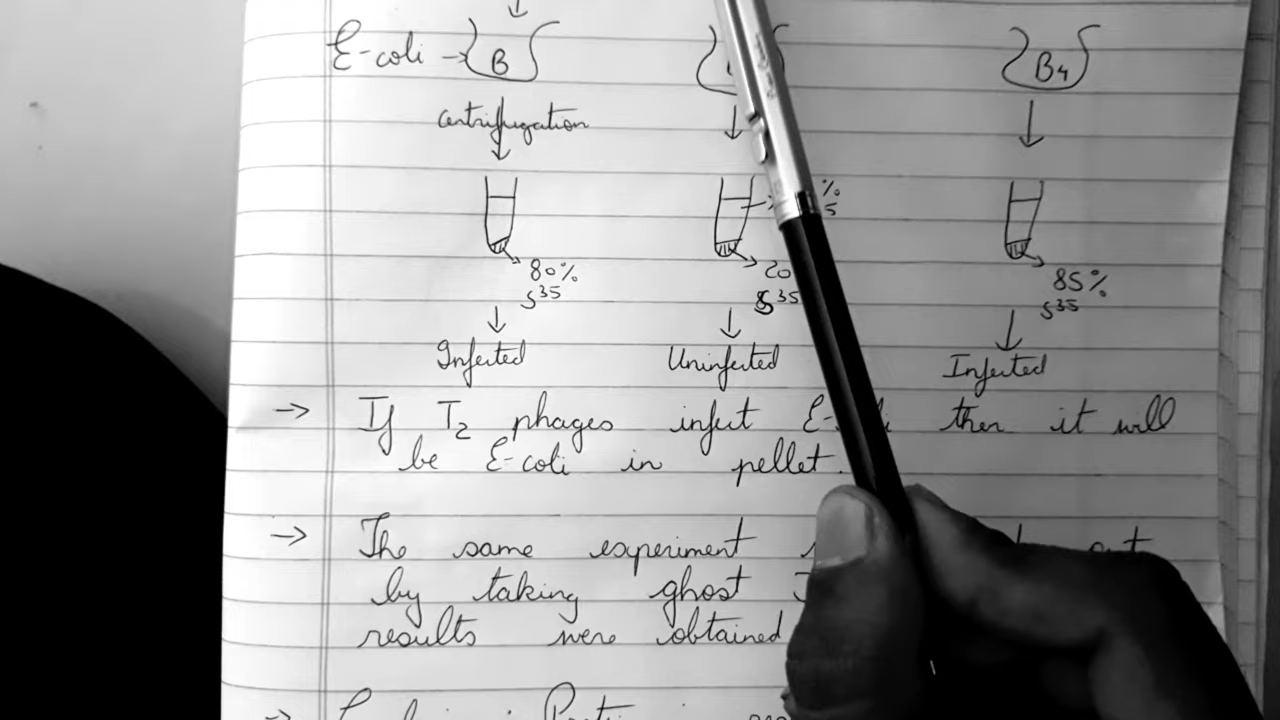 E-coli → B B4
centrifugation
%
5
80% 20 85%
S35 S35 S35
Infected Uninfected Infected
→ If T2 phages infect then it will
be E-coli in pellet.
→ The same experiment
by taking ghost
results were obtained